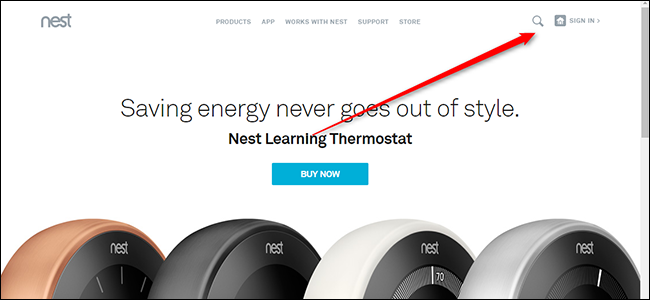 nest
PRODUCTS APP WORKS WITH NEST SUPPORT STORE
SIGN IN ›
Saving energy never goes out of style.
Nest Learning Thermostat
BUY NOW
nest nest nest nest
70